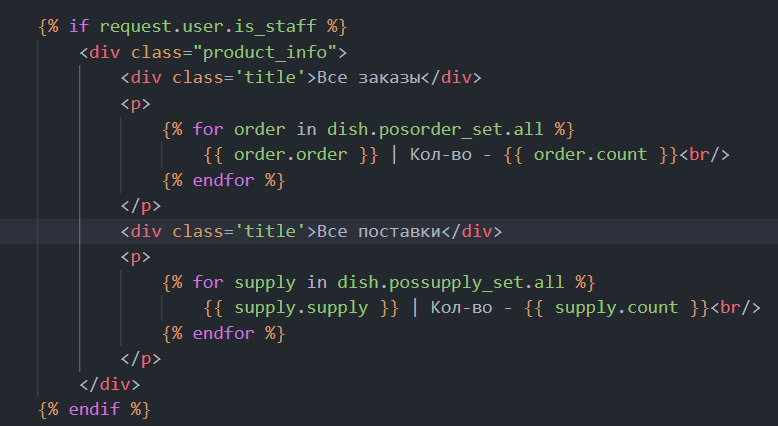 {% if request.user.is_staff %}
<div class="product_info">
<div class='title'>Все заказы</div>
<p>
{% for order in dish.posorder_set.all %}
{{ order.order }} | Кол-во - {{ order.count }}<br/>
{% endfor %}
</p>
<div class='title'>Все поставки</div>
<p>
{% for supply in dish.possupply_set.all %}
{{ supply.supply }} | Кол-во - {{ supply.count }}<br/>
{% endfor %}
</p>
</div>
{% endif %}